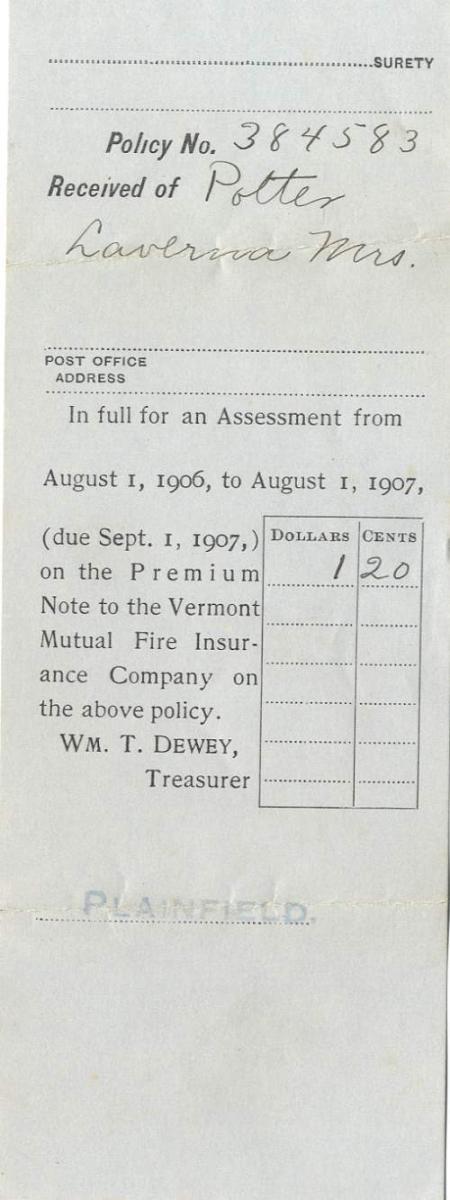 SURETY
Policy No. 384583
Received of Potter
Laverna Mrs.
POST OFFICE
ADDRESS
In full for an Assessment from
August 1, 1906, to August 1, 1907,
(due Sept. 1, 1907,) DOLLARS CENTS
on the Premium 1 20
Note to the Vermont
Mutual Fire Insur-
ance Company on
the above policy.
WM. T. DEWEY,
Treasurer
PLAINFIELD.